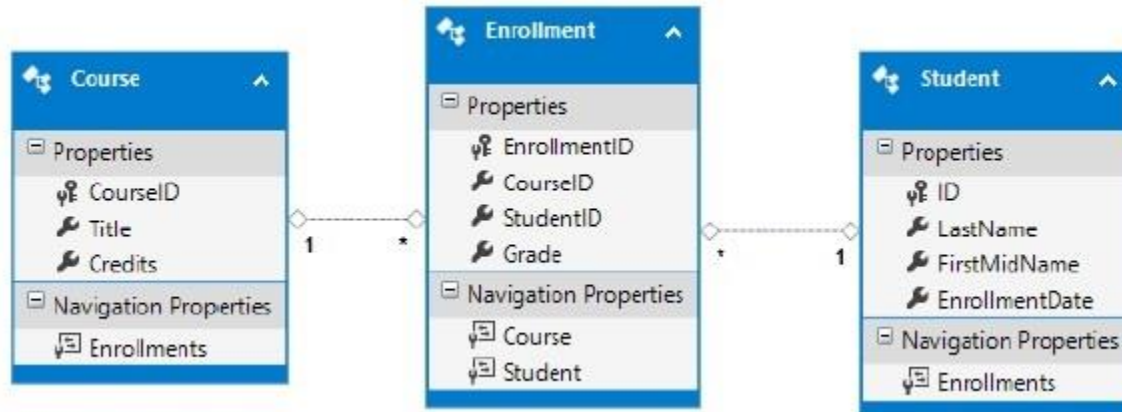 Course
Properties
CourseID
Title
Credits
Navigation Properties
Enrollments
1
*
Enrollment
Properties
EnrollmentID
CourseID
StudentID
Grade
Navigation Properties
Course
Student
*
1
Student
Properties
ID
LastName
FirstMidName
EnrollmentDate
Navigation Properties
Enrollments